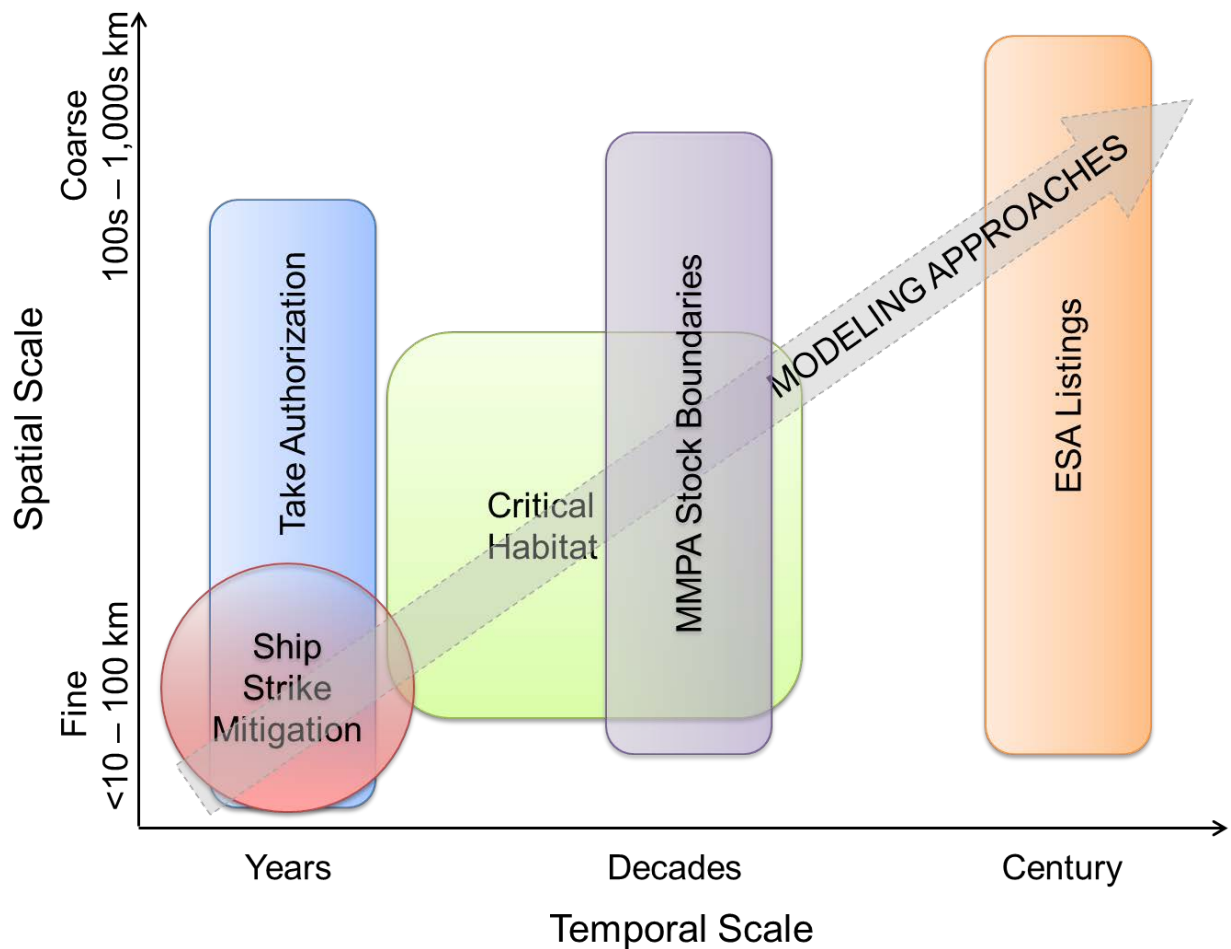 Spatial Scale
Coarse
100s – 1,000s km
Fine
<10 – 100 km
Take Authorization
Ship
Strike
Mitigation
Critical
Habitat
MMPA Stock Boundaries
MODELING APPROACHES
ESA Listings
Years
Decades
Century
Temporal Scale